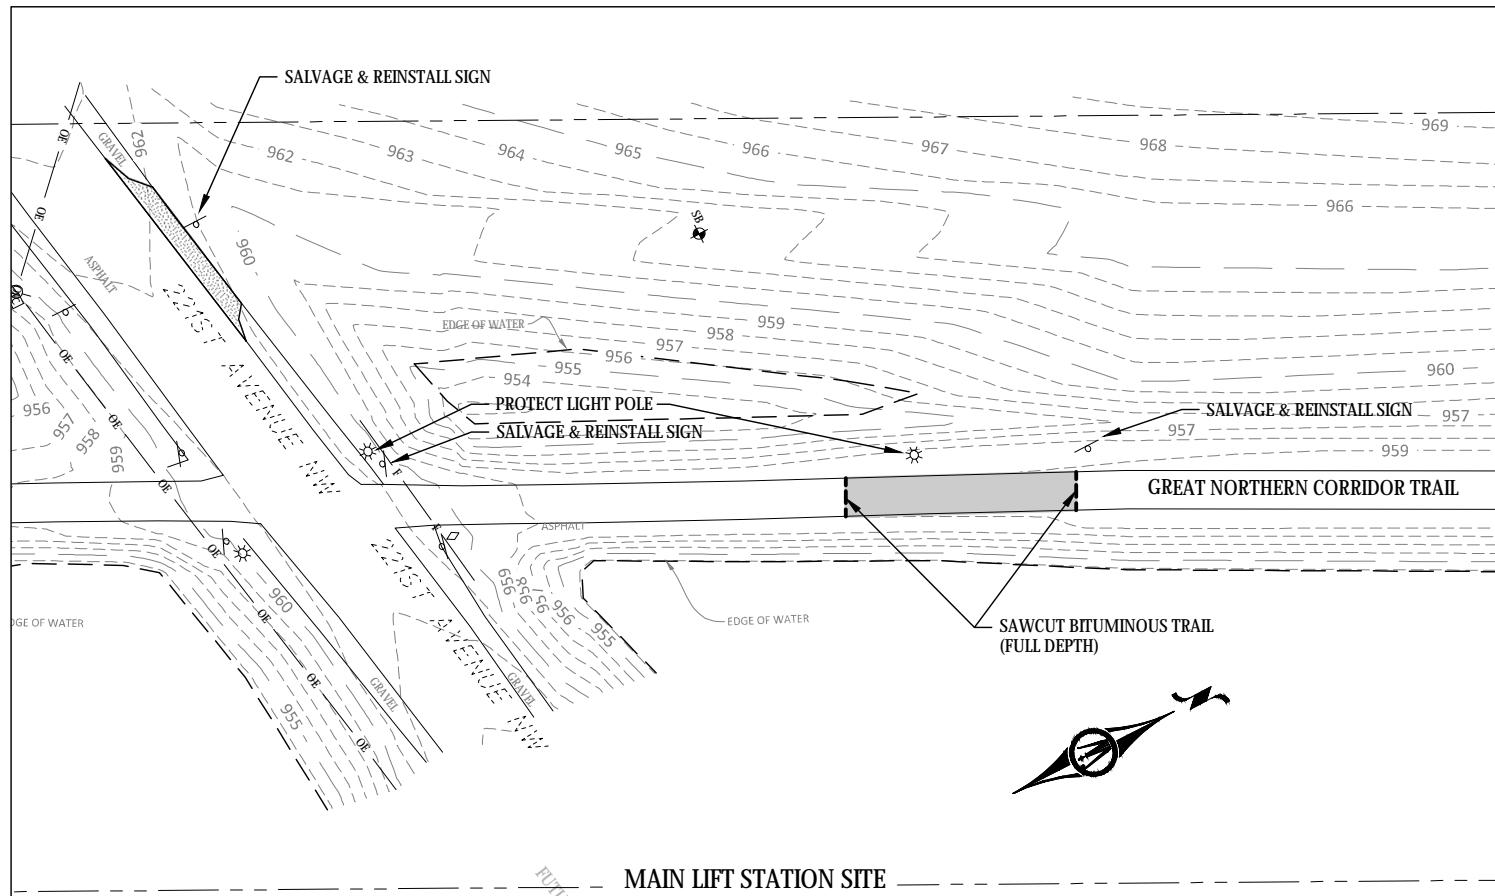 SALVAGE & REINSTALL SIGN
969
OE
GRAVEL
962
962
963
964
965
966
967
968
966
OE
SB
960
ASPHALT
221ST AVENUE NW
EDGE OF WATER
959
958
957
956
955
954
960
OE
PROTECT LIGHT POLE
SALVAGE & REINSTALL SIGN
SALVAGE & REINSTALL SIGN
957
957
959
956
957
958
959
OE
OE
F
GREAT NORTHERN CORRIDOR TRAIL
F
ASPHALT
OE
221ST AVENUE NW
959
958
957
956
955
960
OE
DGE OF WATER
EDGE OF WATER
SAWCUT BITUMINOUS TRAIL
(FULL DEPTH)
OE
GRAVEL
GRAVEL
955
OE
MAIN LIFT STATION SITE